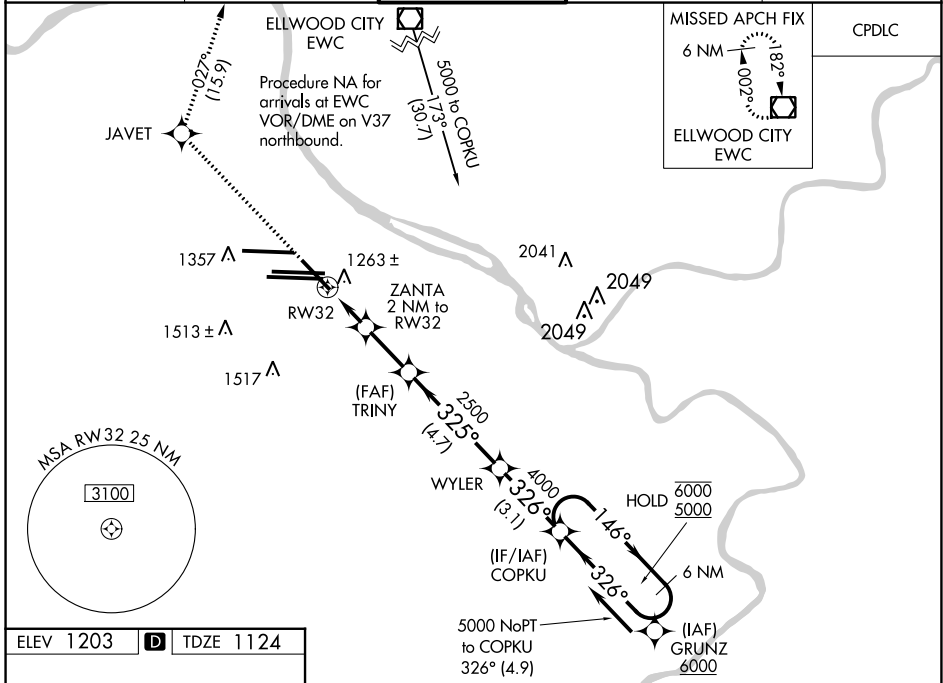 ELLWOOD CITY
EWC
Procedure NA for
arrivals at EWC
VOR/DME on V37
northbound.
5000 to COPKU
173°
(30.7)
027°
(15.9)
JAVET
MISSED APCH FIX
6 NM
182°
002°
ELLWOOD CITY
EWC
CPDLC
1357
1263 ±
2041
2049
2049
RW32
ZANTA
2 NM to
RW32
1513 ±
1517
(FAF)
TRINY
2500
325°
(4.7)
WYLER
4000
326°
(3.1)
(IF/IAF)
COPKU
146°
HOLD
6000
5000
326°
6 NM
5000 NoPT
to COPKU
326° (4.9)
(IAF)
GRUNZ
6000
MSA RW32 25 NM
3100
ELEV 1203 D TDZE 1124